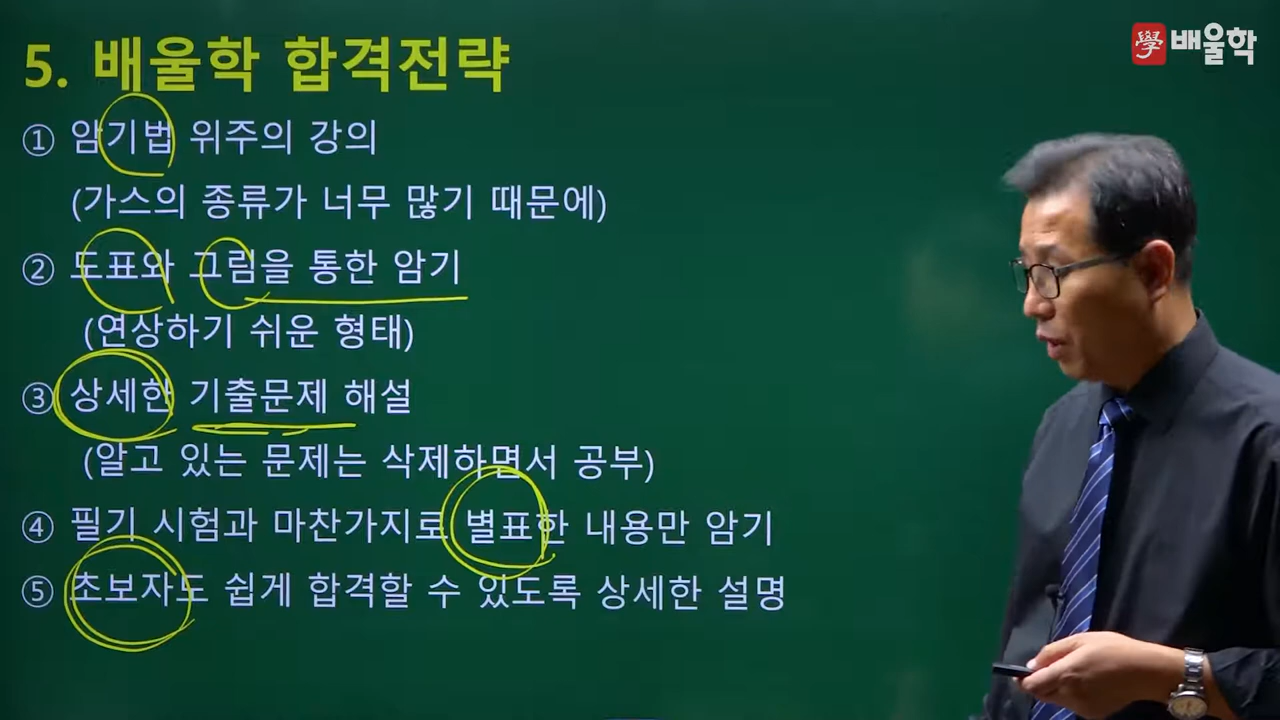 5. 배울학 합격전략
學 배울학
① 암기법 위주의 강의
(가스의 종류가 너무 많기 때문에)
② 도표와 그림을 통한 암기
(연상하기 쉬운 형태)
③ 상세한 기출문제 해설
(알고 있는 문제는 삭제하면서 공부)
④ 필기 시험과 마찬가지로 별표한 내용만 암기
⑤ 초보자도 쉽게 합격할 수 있도록 상세한 설명